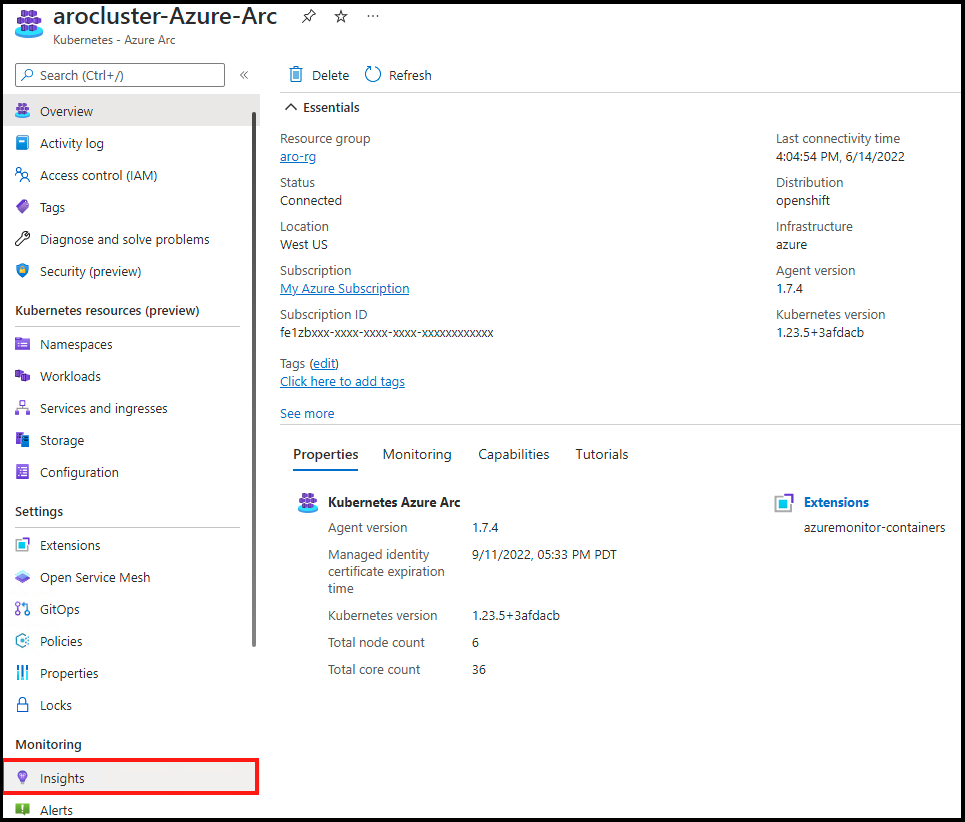 arocluster-Azure-Arc
Kubernetes - Azure Arc
Search (Ctrl+/)
Overview
Activity log
Access control (IAM)
Tags
Diagnose and solve problems
Security (preview)
Kubernetes resources (preview)
Namespaces
Workloads
Services and ingresses
Storage
Configuration
Settings
Extensions
Open Service Mesh
GitOps
Policies
Properties
Locks
Monitoring
Insights
Alerts
Delete
Refresh
Essentials
Resource group
aro-rg
Status
Connected
Location
West US
Subscription
My Azure Subscription
Subscription ID
fe1zbxxx-xxxx-xxxx-xxxx-xxxxxxxxxxxx
Tags (edit)
Click here to add tags
See more
Last connectivity time
4:04:54 PM, 6/14/2022
Distribution
openshift
Infrastructure
azure
Agent version
1.7.4
Kubernetes version
1.23.5+3afdacb
Properties
Monitoring
Capabilities
Tutorials
Kubernetes Azure Arc
Agent version 1.7.4
Managed identity 9/11/2022, 05:33 PM PDT
certificate expiration
time
Kubernetes version 1.23.5+3afdacb
Total node count 6
Total core count 36
Extensions
azuremonitor-containers